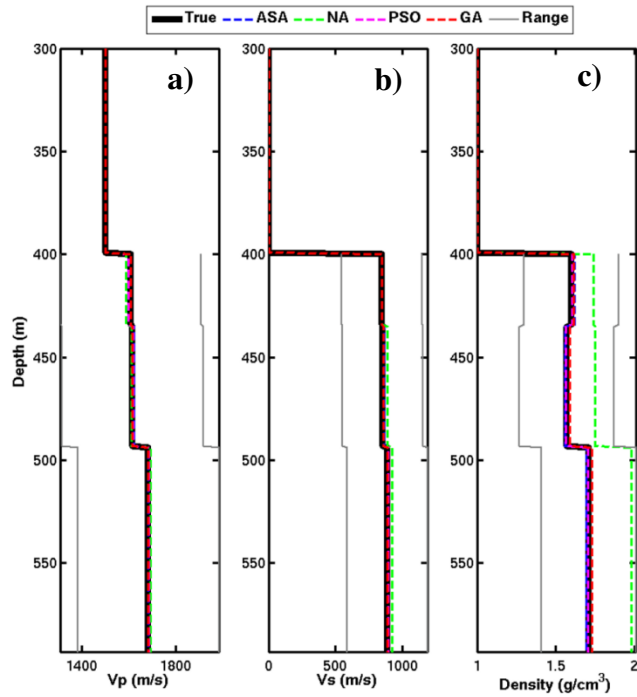 True ASA NA PSO GA Range
a) b) c)
300 300 300
350 350 350
400 400 400
450 450 450
500 500 500
550 550 550
Depth (m)
1400 1600 1800
0 500 1000
1 1.5 2
Vp (m/s) Vs (m/s) Density (g/cm³)